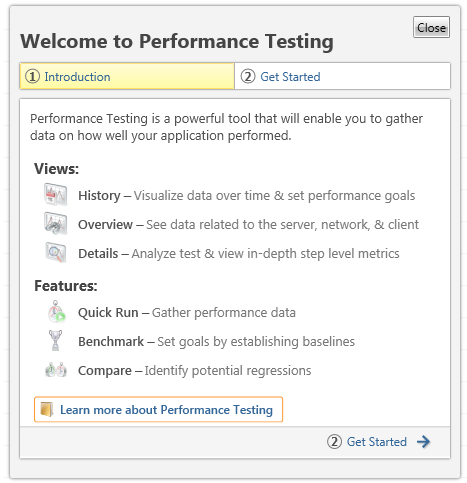 Close
Welcome to Performance Testing
1 Introduction
2 Get Started
Performance Testing is a powerful tool that will enable you to gather
data on how well your application performed.
Views:
History – Visualize data over time & set performance goals
Overview – See data related to the server, network, & client
Details – Analyze test & view in-depth step level metrics
Features:
Quick Run – Gather performance data
Benchmark – Set goals by establishing baselines
Compare – Identify potential regressions
Learn more about Performance Testing
2 Get Started